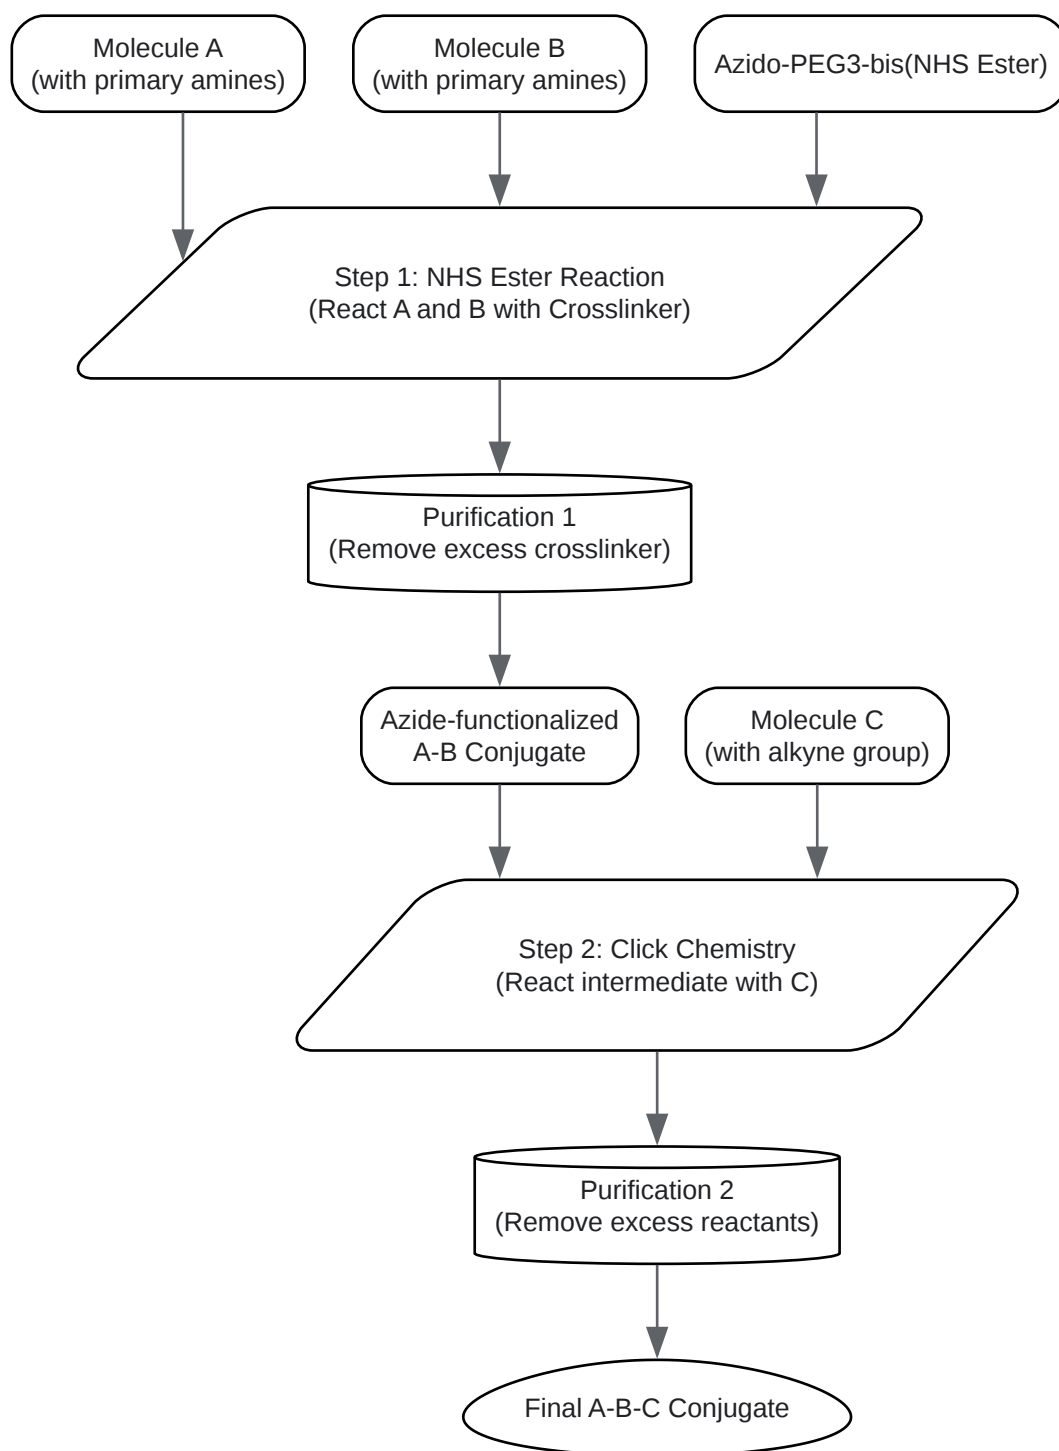 Molecule A
(with primary amines)
Molecule B
(with primary amines)
Azido-PEG3-bis(NHS Ester)
Step 1: NHS Ester Reaction
(React A and B with Crosslinker)
Purification 1
(Remove excess crosslinker)
Azide-functionalized
A-B Conjugate
Molecule C
(with alkyne group)
Step 2: Click Chemistry
(React intermediate with C)
Purification 2
(Remove excess reactants)
Final A-B-C Conjugate